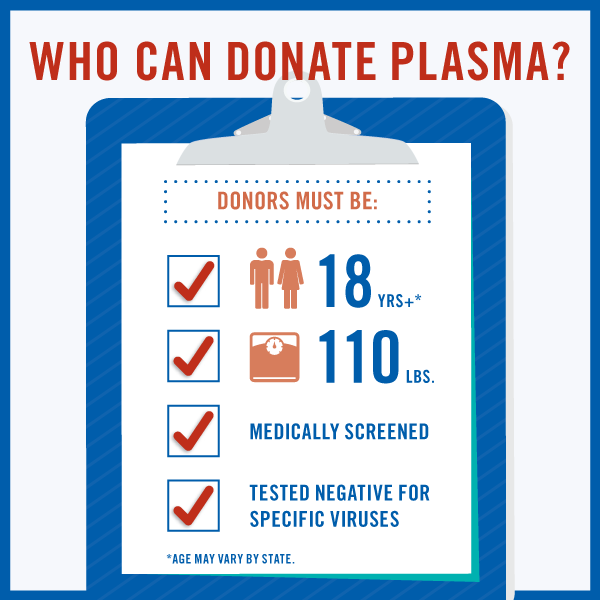 WHO CAN DONATE PLASMA?
DONORS MUST BE:
18 YRS+*
110 LBS.
MEDICALLY SCREENED
TESTED NEGATIVE FOR
SPECIFIC VIRUSES
*AGE MAY VARY BY STATE.